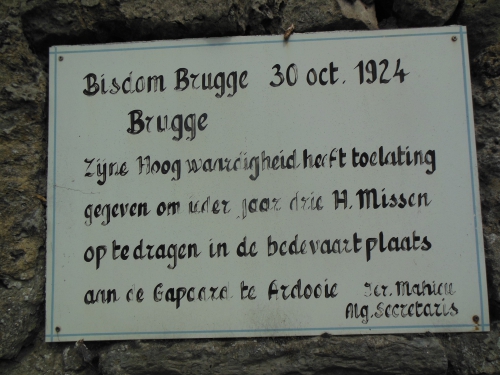 Bisdom Brugge 30 oct. 1924
Brugge
Zijne Hoogwaardigheid heeft toelating
gegeven om ieder jaar drie H. Missen
op te dragen in de bedevaartplaats
aan de Gapaard te Ardooie Jer. Mahieu
Alg. Secretaris